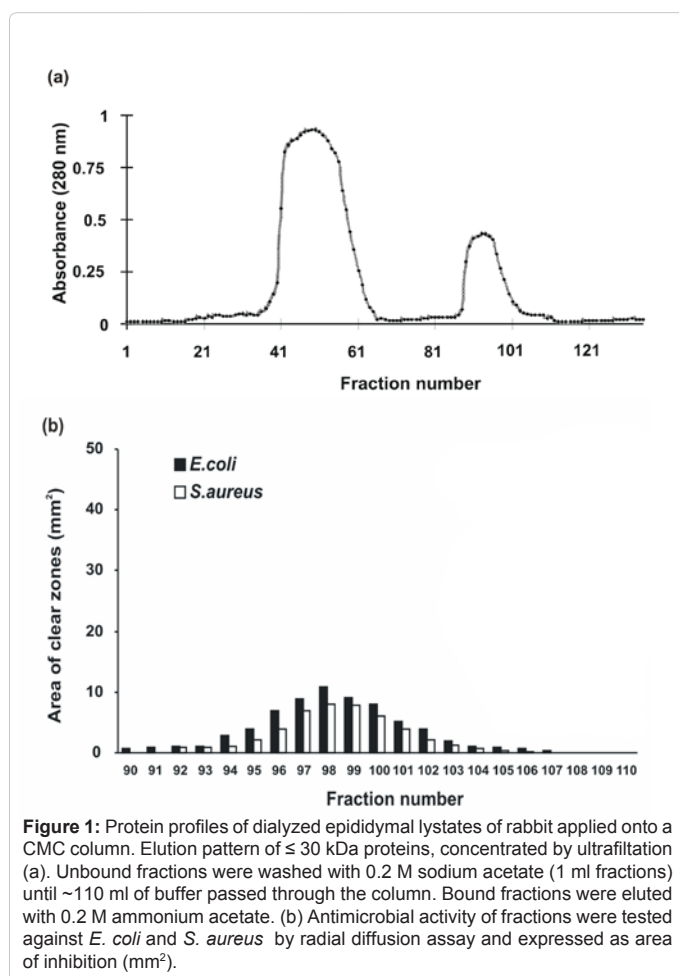 (a)
Absorbance (280 nm)
1
0.75
0.5
0.25
0
1 21 41 61 81 101 121
Fraction number
(b)
Area of clear zones (mm²)
50
40
30
20
10
0
E.coli
S.aureus
90 91 92 93 94 95 96 97 98 99 100 101 102 103 104 105 106 107 108 109 110
Fraction number
Figure 1: Protein profiles of dialyzed epididymal lystates of rabbit applied onto a
CMC column. Elution pattern of ≤ 30 kDa proteins, concentrated by ultrafiltation
(a). Unbound fractions were washed with 0.2 M sodium acetate (1 ml fractions)
until ~110 ml of buffer passed through the column. Bound fractions were eluted
with 0.2 M ammonium acetate. (b) Antimicrobial activity of fractions were tested
against E. coli and S. aureus by radial diffusion assay and expressed as area
of inhibition (mm²).